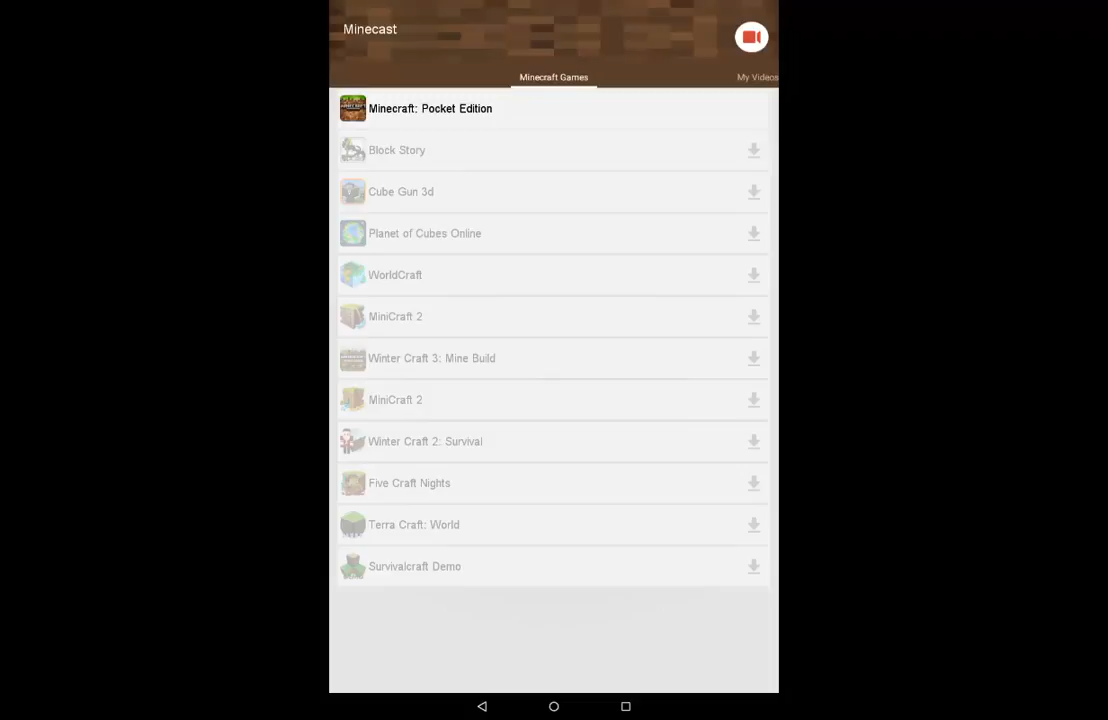 Minecast
Minecraft Games
My Videos
Minecraft: Pocket Edition
Block Story
Cube Gun 3d
Planet of Cubes Online
WorldCraft
MiniCraft 2
Winter Craft 3: Mine Build
MiniCraft 2
Winter Craft 2: Survival
Five Craft Nights
Terra Craft: World
Survivalcraft Demo